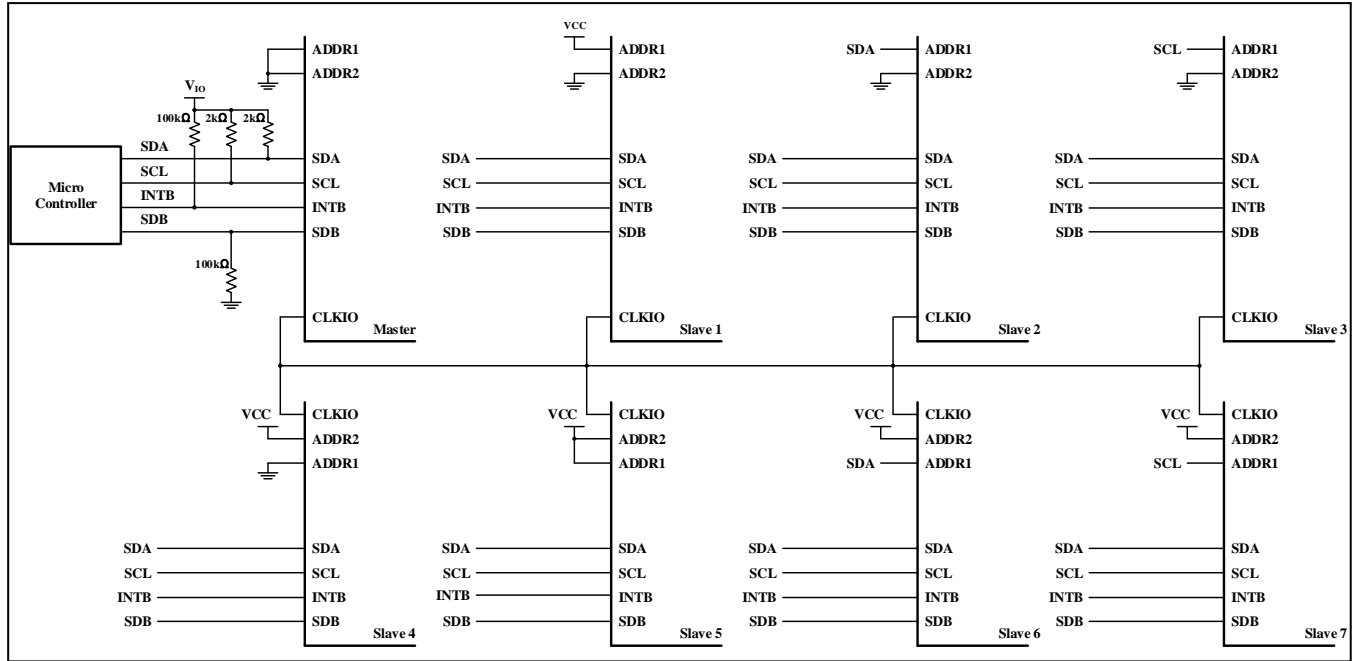 VCC
ADDR1
ADDR1
SDA
ADDR1
SCL
ADDR1
ADDR2
ADDR2
ADDR2
ADDR2
VIO
100kΩ
2kΩ
2kΩ
Micro
Controller
SDA
SCL
INTB
SDB
100kΩ
SDA
SCL
INTB
SDB
CLKIO
Master
SDA
SCL
INTB
SDB
SDA
SCL
INTB
SDB
CLKIO
Slave 1
SDA
SCL
INTB
SDB
SDA
SCL
INTB
SDB
CLKIO
Slave 2
SDA
SCL
INTB
SDB
SDA
SCL
INTB
SDB
CLKIO
Slave 3
VCC
CLKIO
ADDR2
ADDR1
SDA
SCL
INTB
SDB
SDA
SCL
INTB
SDB
Slave 4
VCC
CLKIO
ADDR2
ADDR1
SDA
SCL
INTB
SDB
SDA
SCL
INTB
SDB
Slave 5
VCC
CLKIO
ADDR2
SDA
ADDR1
SDA
SCL
INTB
SDB
SDA
SCL
INTB
SDB
Slave 6
VCC
CLKIO
ADDR2
SCL
ADDR1
SDA
SCL
INTB
SDB
SDA
SCL
INTB
SDB
Slave 7